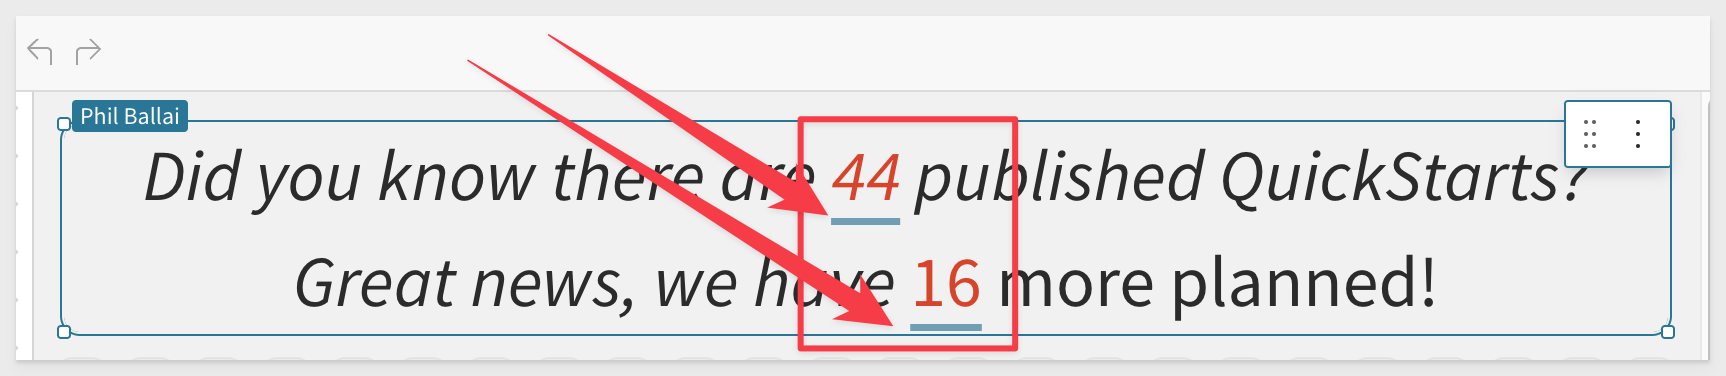 Phil Ballai
Did you know there are 44 published QuickStarts?
Great news, we have 16 more planned!